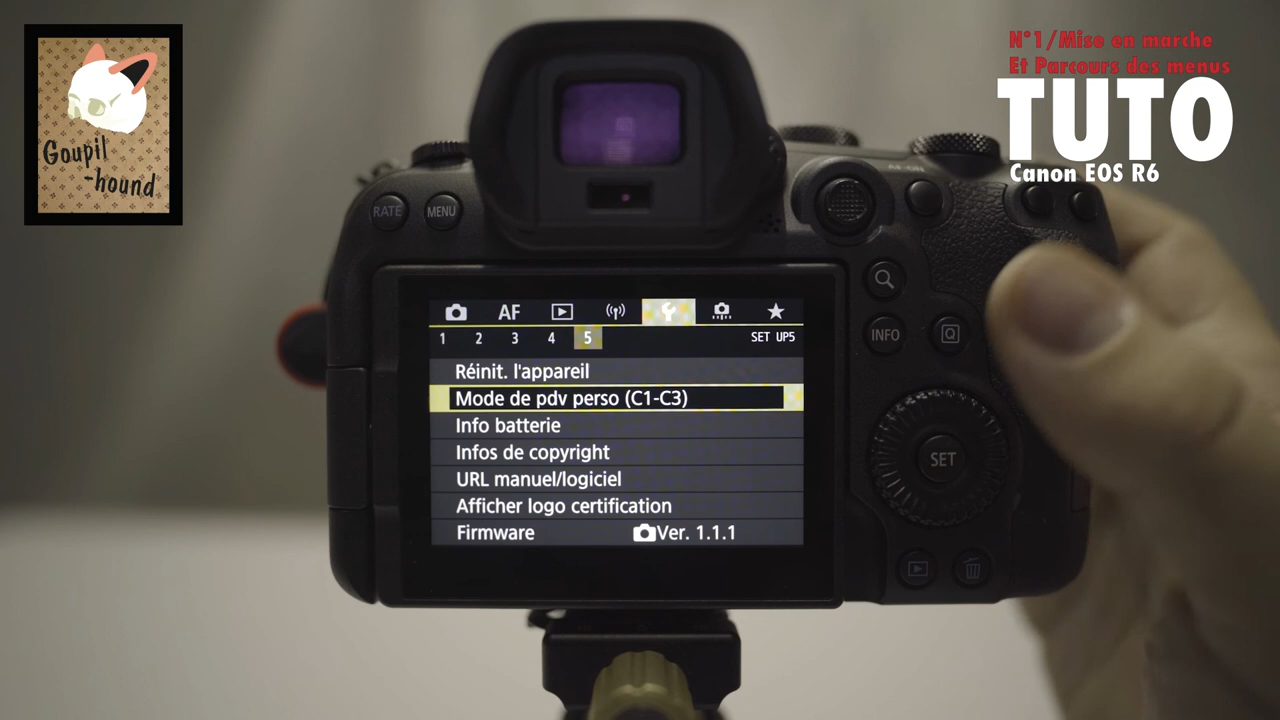 Goupil
-hound
N°1/Mise en marche
Et Parcours des menus
TUTO
Canon EOS R6
RATE
MENU
AF-ON
INFO
Q
SET
AF
1 2 3 4 5 SET UP5
Réinit. l'appareil
Mode de pdv perso (C1-C3)
Info batterie
Infos de copyright
URL manuel/logiciel
Afficher logo certification
Firmware Ver. 1.1.1